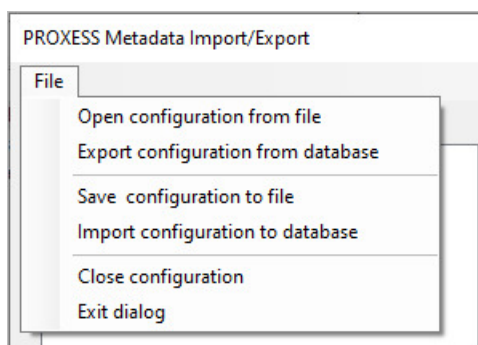 PROXESS Metadata Import/Export
File
Open configuration from file
Export configuration from database
Save  configuration to file
Import configuration to database
Close configuration
Exit dialog